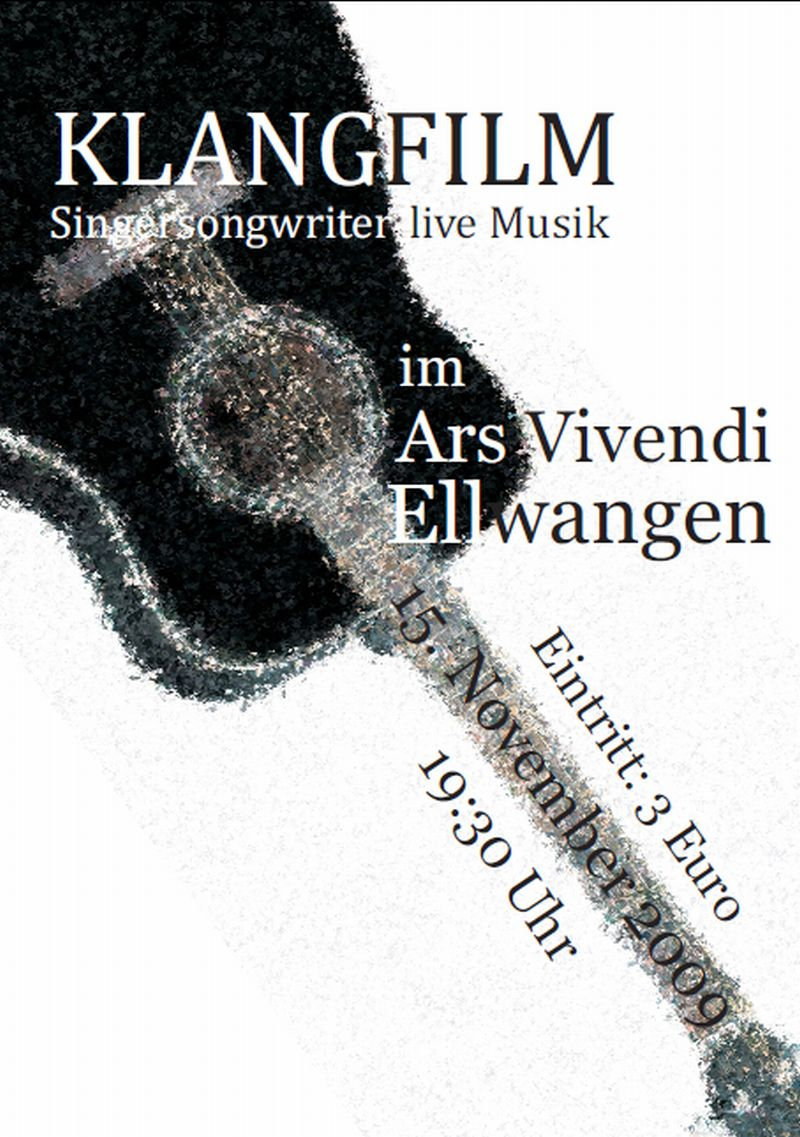 KLANGFILM
Singersongwriter live Musik
im
Ars Vivendi
Ellwangen
Eintritt: 3 Euro
15. November 2009
19:30 Uhr